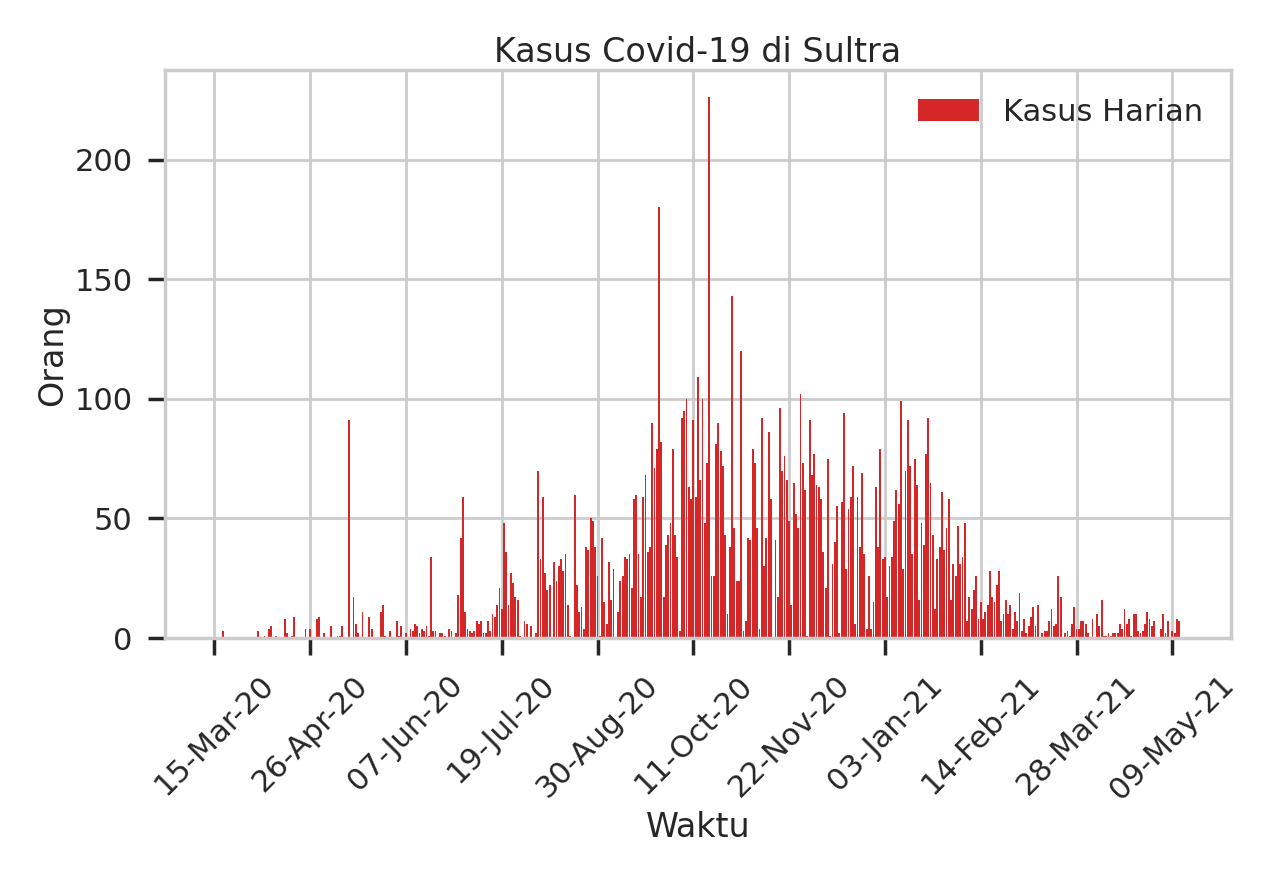 Kasus Covid-19 di Sultra
Kasus Harian
Orang
200
150
100
50
0
15-Mar-20
26-Apr-20
07-Jun-20
19-Jul-20
30-Aug-20
11-Oct-20
22-Nov-20
03-Jan-21
14-Feb-21
28-Mar-21
09-May-21
Waktu